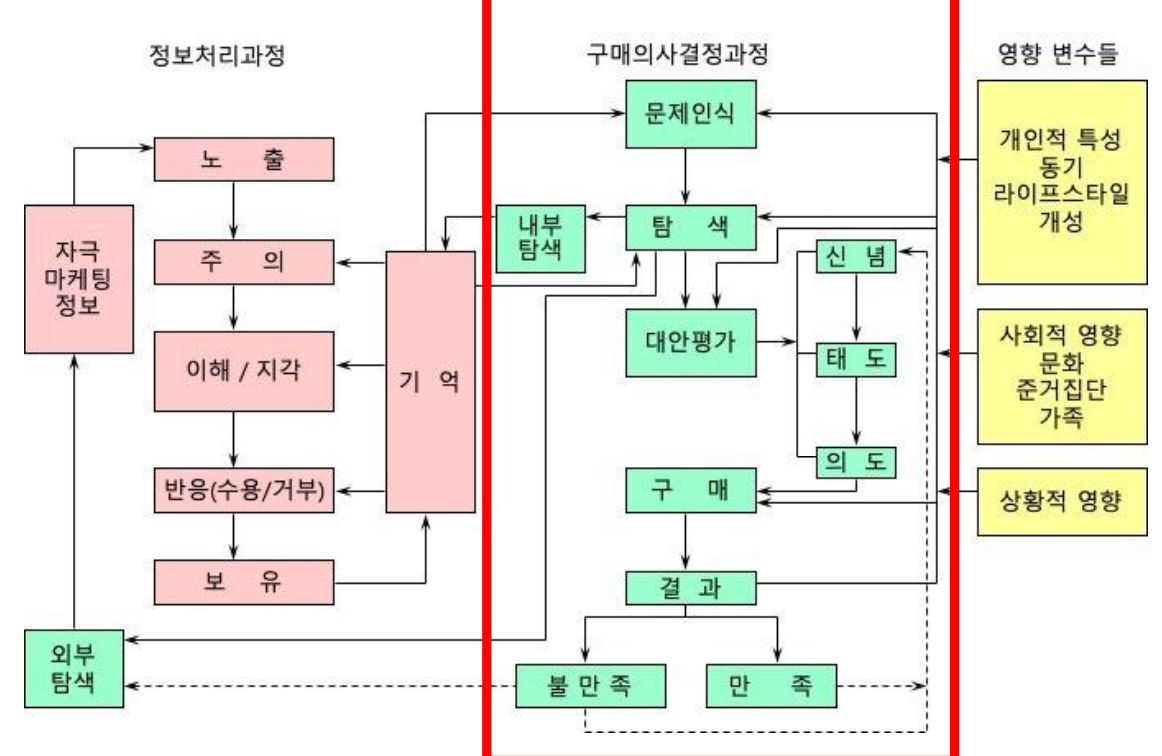 정보처리과정
구매의사결정과정
영향 변수들
노 출
주 의
이해 / 지각
반응(수용/거부)
보 유
자극
마케팅
정보
외부
탐색
기 억
문제인식
탐 색
내부
탐색
대안평가
신 념
태 도
의 도
구 매
결 과
불 만 족
만 족
개인적 특성
동기
라이프스타일
개성
사회적 영향
문화
준거집단
가족
상황적 영향